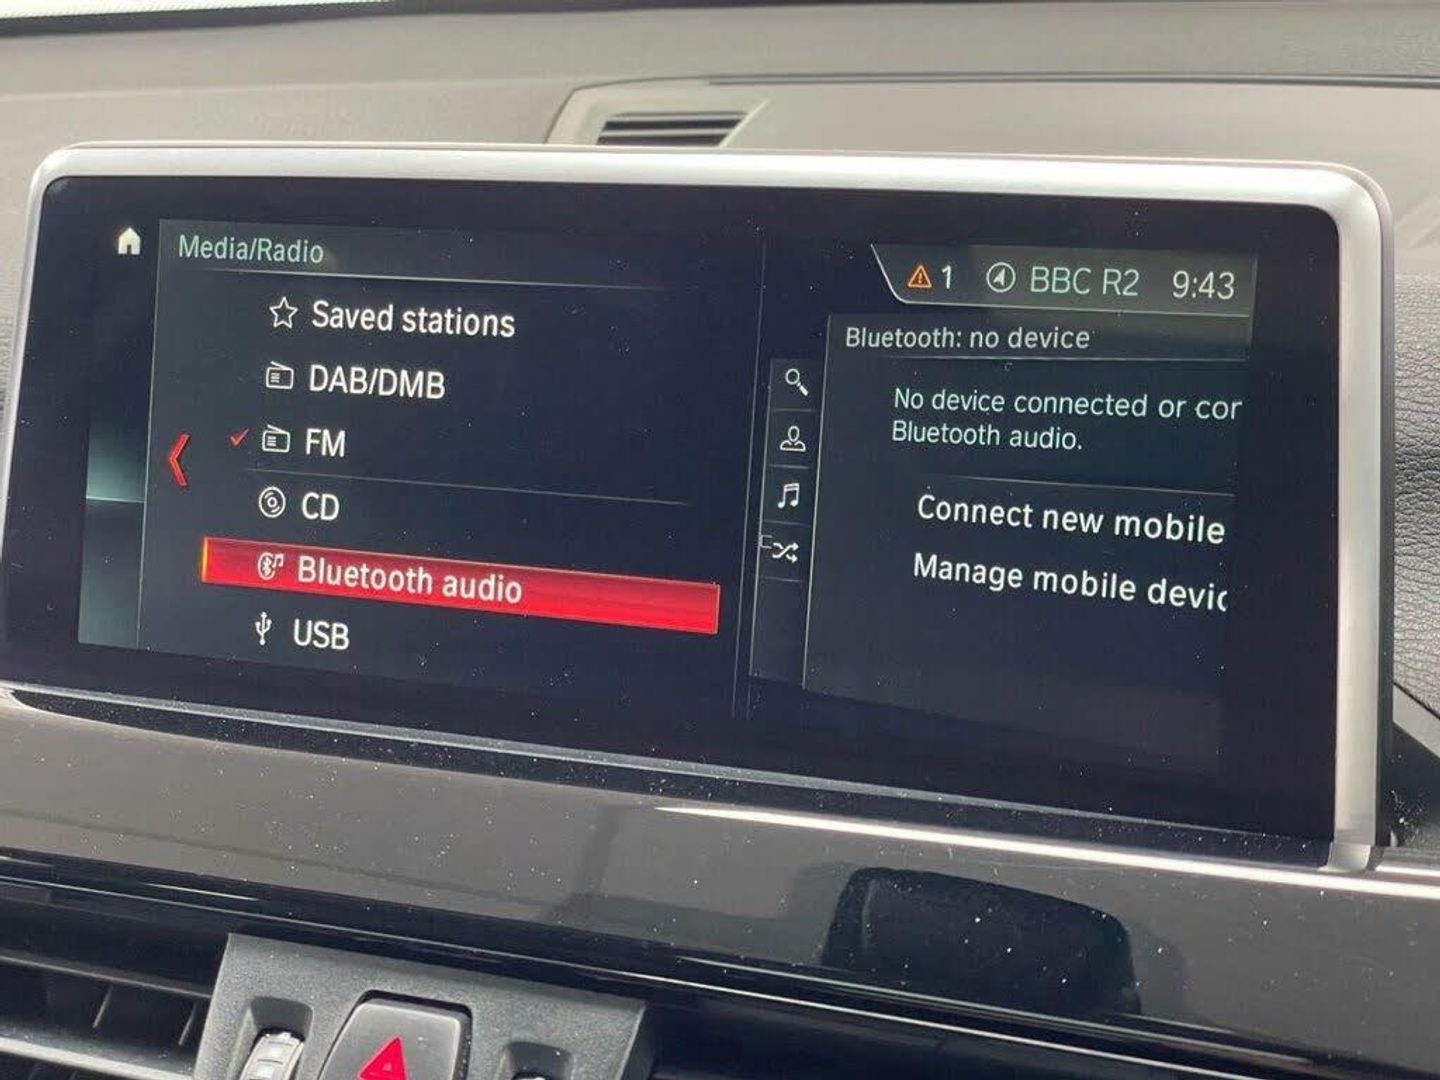 Media/Radio
Saved stations
DAB/DMB
FM
CD
Bluetooth audio
USB
1 BBC R2 9:43
Bluetooth: no device
No device connected or cor
Bluetooth audio.
Connect new mobile
Manage mobile devic